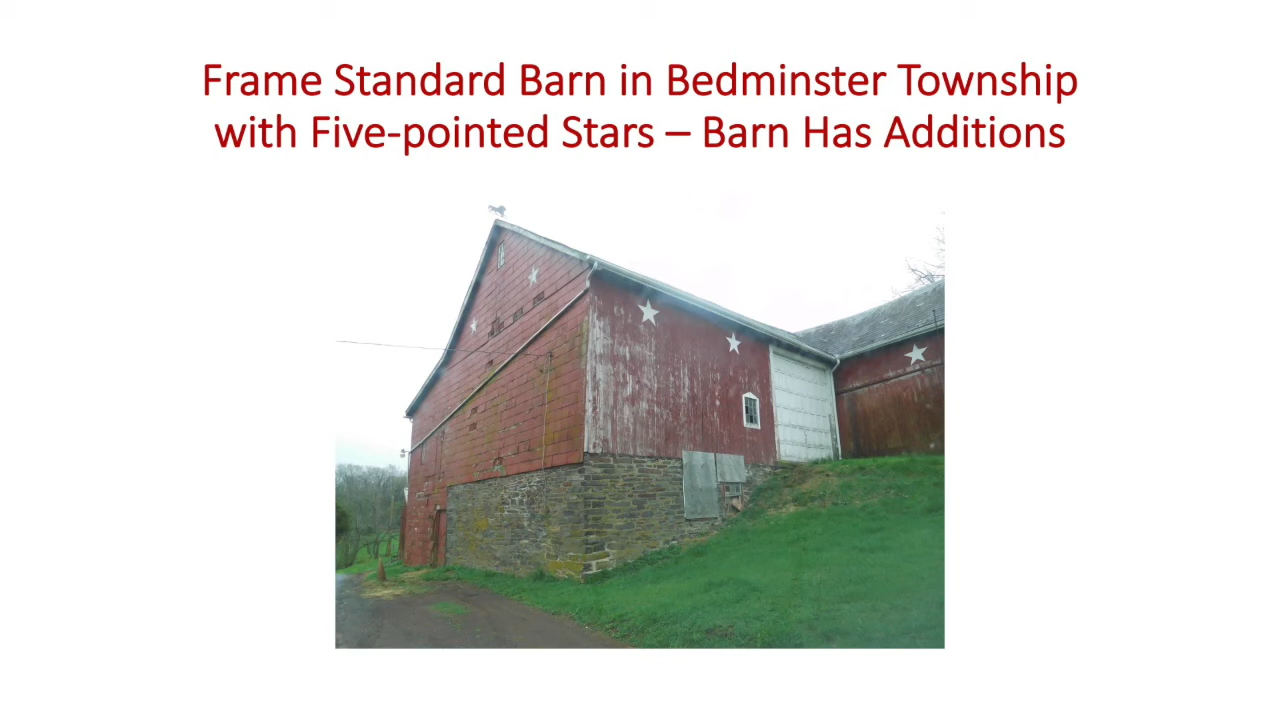 Frame Standard Barn in Bedminster Township
with Five-pointed Stars – Barn Has Additions